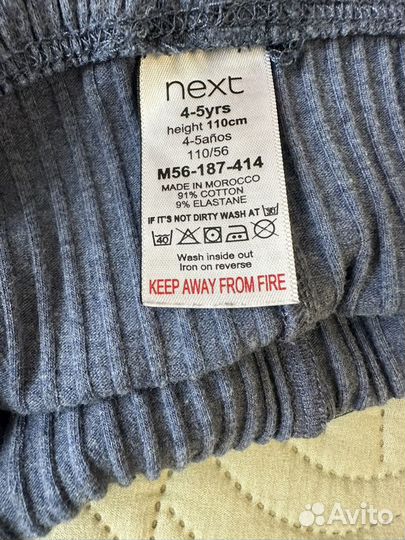 next
4-5yrs
height 110cm
4-5años
110/56
M56-187-414
MADE IN MOROCCO
91% COTTON
9% ELASTANE
IF IT'S NOT DIRTY WASH AT 30
40
Wash inside out
Iron on reverse
KEEP AWAY FROM FIRE
Avito